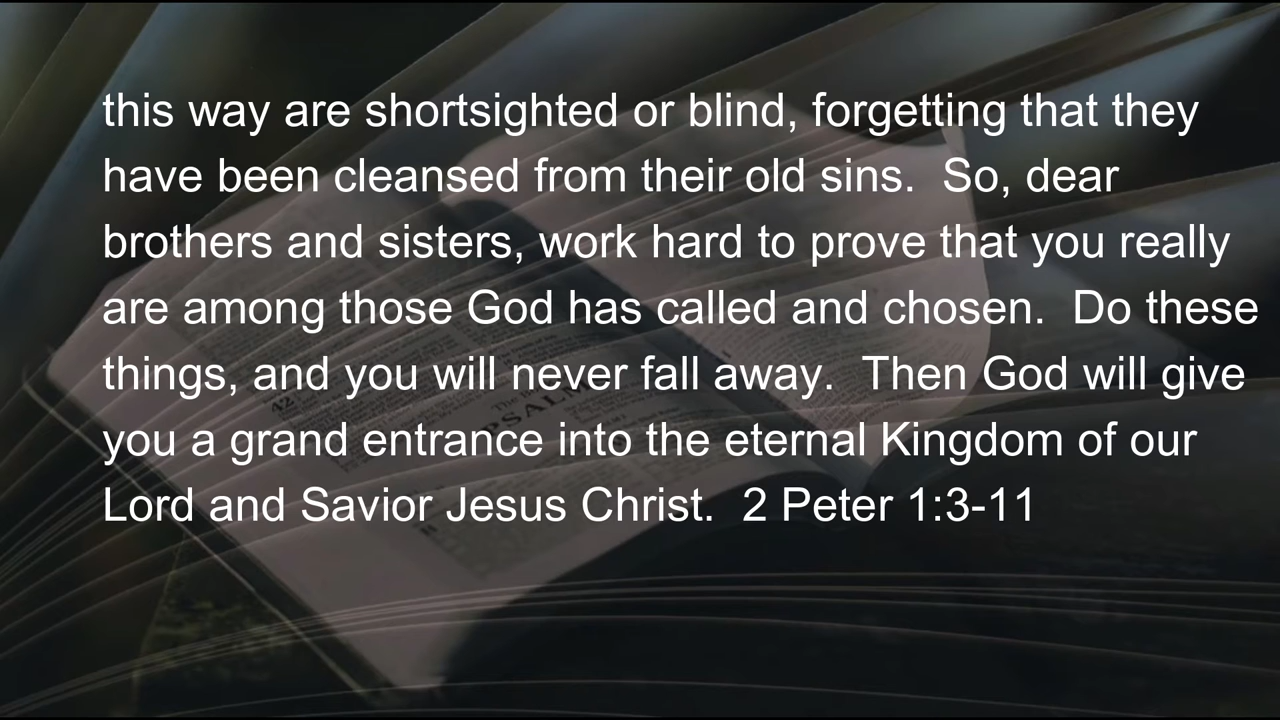 this way are shortsighted or blind, forgetting that they
have been cleansed from their old sins.  So, dear
brothers and sisters, work hard to prove that you really
are among those God has called and chosen.  Do these
things, and you will never fall away.  Then God will give
you a grand entrance into the eternal Kingdom of our
Lord and Savior Jesus Christ.  2 Peter 1:3-11
42
PSALM